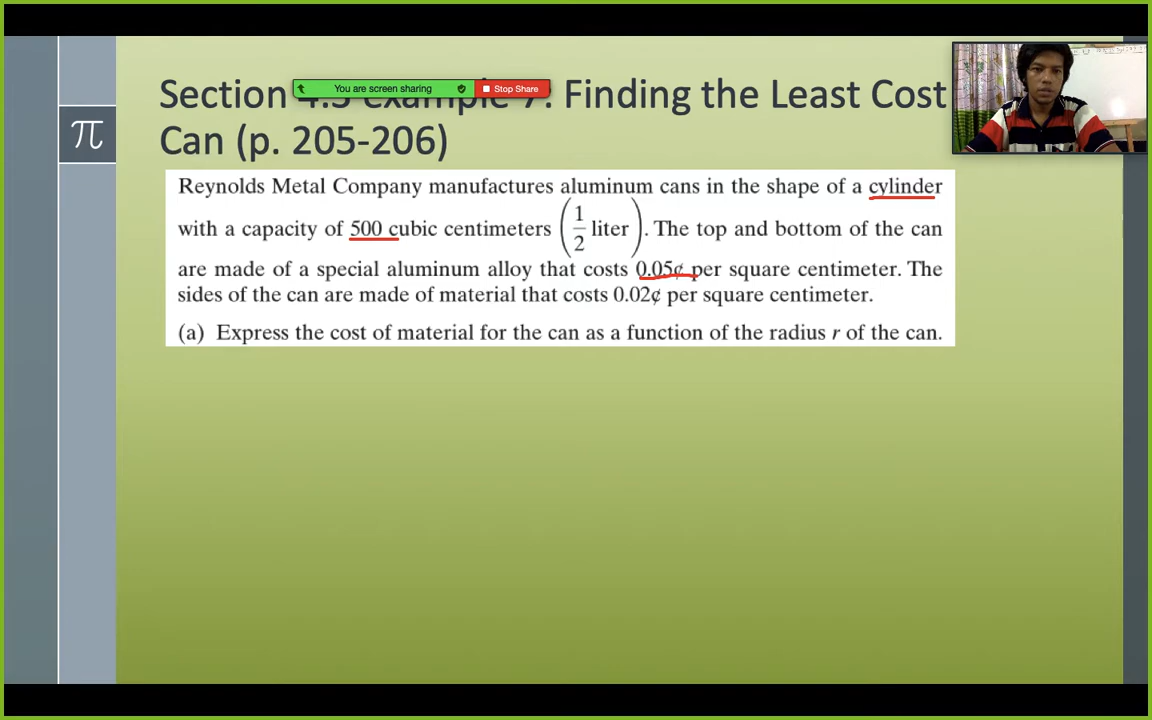 π
You are screen sharing
Stop Share
Section 4.3 example 7: Finding the Least Cost
Can (p. 205-206)
Reynolds Metal Company manufactures aluminum cans in the shape of a cylinder
with a capacity of 500 cubic centimeters (1/2 liter). The top and bottom of the can
are made of a special aluminum alloy that costs 0.05¢ per square centimeter. The
sides of the can are made of material that costs 0.02¢ per square centimeter.
(a) Express the cost of material for the can as a function of the radius r of the can.